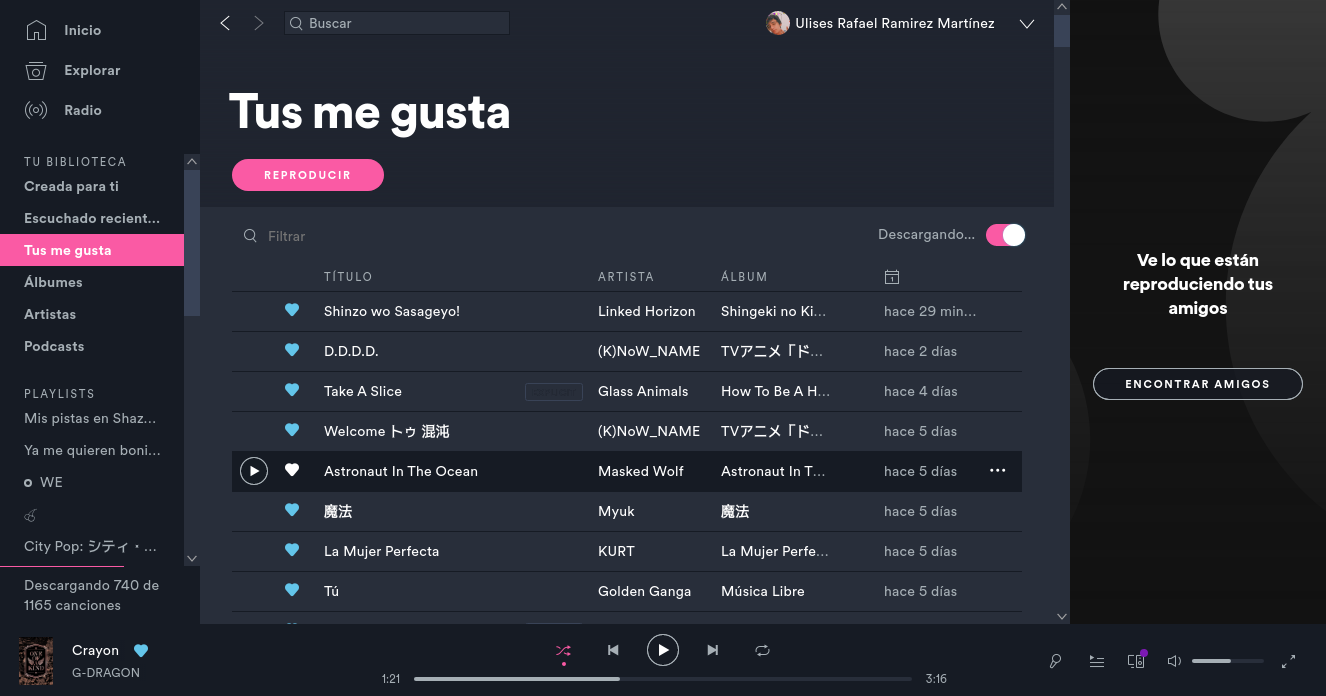 Inicio
Explorar
Radio
TU BIBLIOTECA
Creada para ti
Escuchado recient...
Tus me gusta
Álbumes
Artistas
Podcasts
PLAYLISTS
Mis pistas en Shaz...
Ya me quieren boni...
WE
City Pop: シティ・...
Descargando 740 de
1165 canciones
Buscar
Ulises Rafael Ramirez Martínez
Tus me gusta
REPRODUCIR
Filtrar
Descargando...
TÍTULO ARTISTA ÁLBUM
Shinzo wo Sasageyo! Linked Horizon Shingeki no Ki... hace 29 min...
D.D.D.D. (K)NoW_NAME TVアニメ「ド... hace 2 días
Take A Slice Glass Animals How To Be A H... hace 4 días
Welcome トゥ 混沌 (K)NoW_NAME TVアニメ「ド... hace 5 días
Astronaut In The Ocean Masked Wolf Astronaut In T... hace 5 días
魔法 Myuk 魔法 hace 5 días
La Mujer Perfecta KURT La Mujer Perfe... hace 5 días
Tú Golden Ganga Música Libre hace 5 días
Ve lo que están
reproduciendo tus
amigos
ENCONTRAR AMIGOS
Crayon
G-DRAGON
1:21
3:16